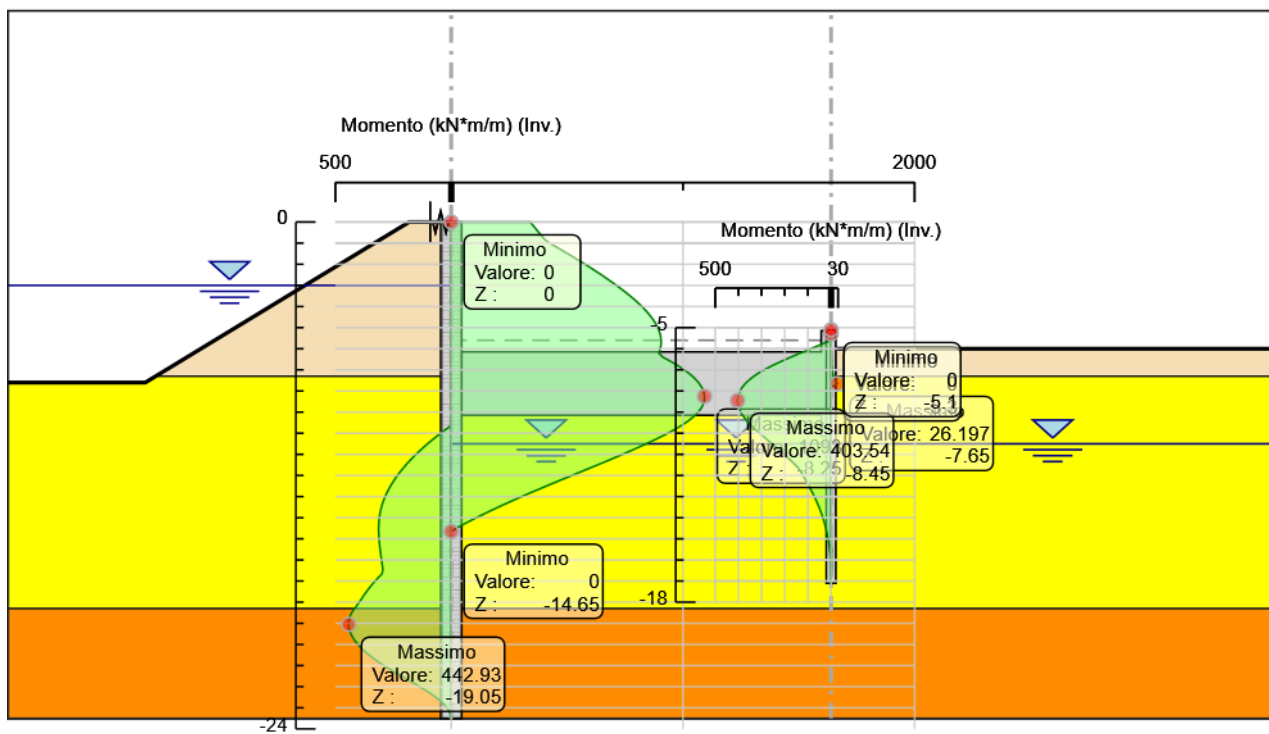 Momento (kN*m/m) (Inv.)
500
2000
0
Momento (kN*m/m) (Inv.)
Minimo
Valore: 0
Z : 0
500
30
-5
Minimo
Valore: 0
Z : -5.1
Valore: 26.197
Z : -7.65
Massimo
Valore: 403.54
Z : -8.45
Z : -8.25
Minimo
Valore: 0
Z : -14.65
-18
Massimo
Valore: 442.93
Z : -19.05
-24